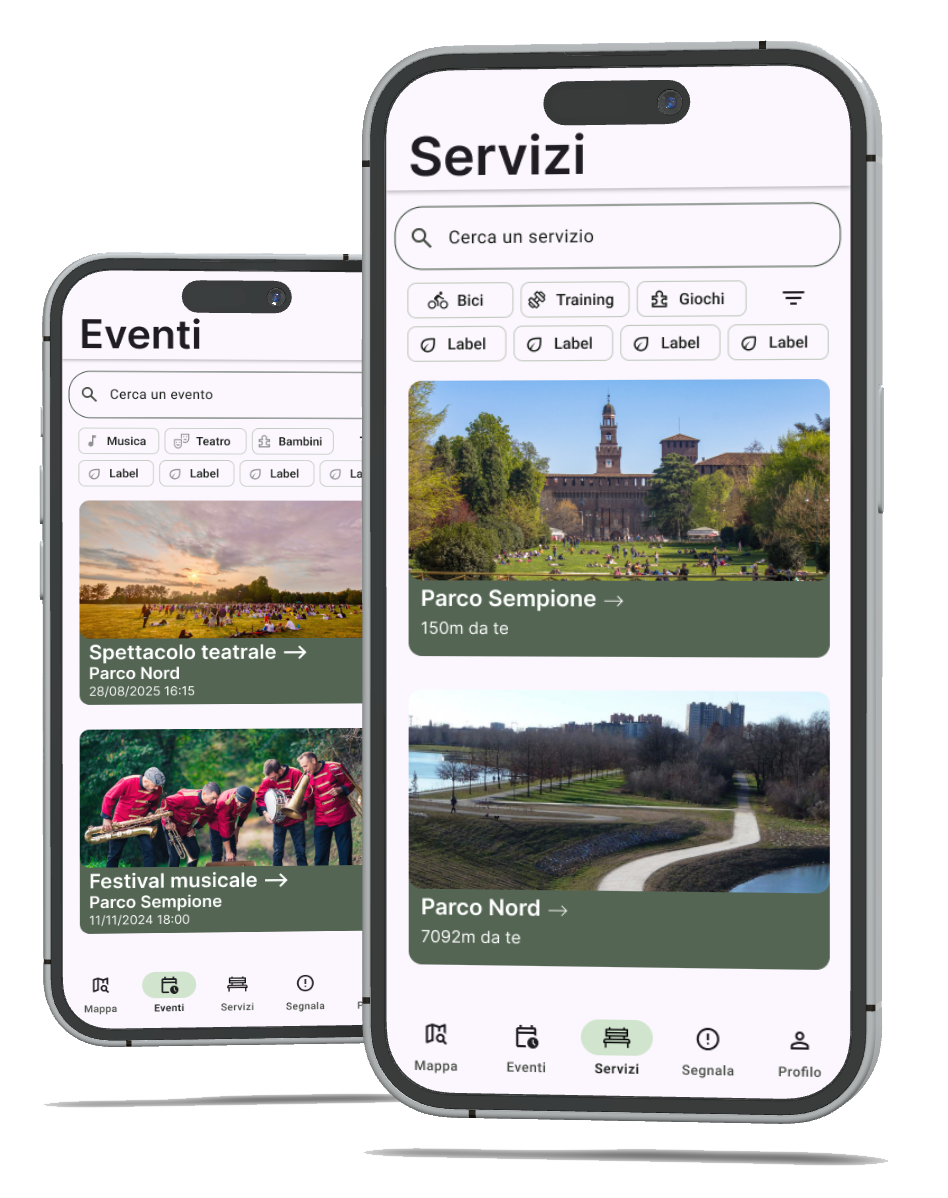 Servizi
Cerca un servizio
Bici
Training
Giochi
Label
Label
Label
Label
Parco Sempione →
150m da te
Parco Nord →
7092m da te
Mappa
Eventi
Servizi
Segnala
Profilo
Eventi
Cerca un evento
Musica
Teatro
Bambini
Label
Label
Label
La
Spettacolo teatrale →
Parco Nord
28/08/2025 16:15
Festival musicale →
Parco Sempione
11/11/2024 18:00
Mappa
Eventi
Servizi
Segnala